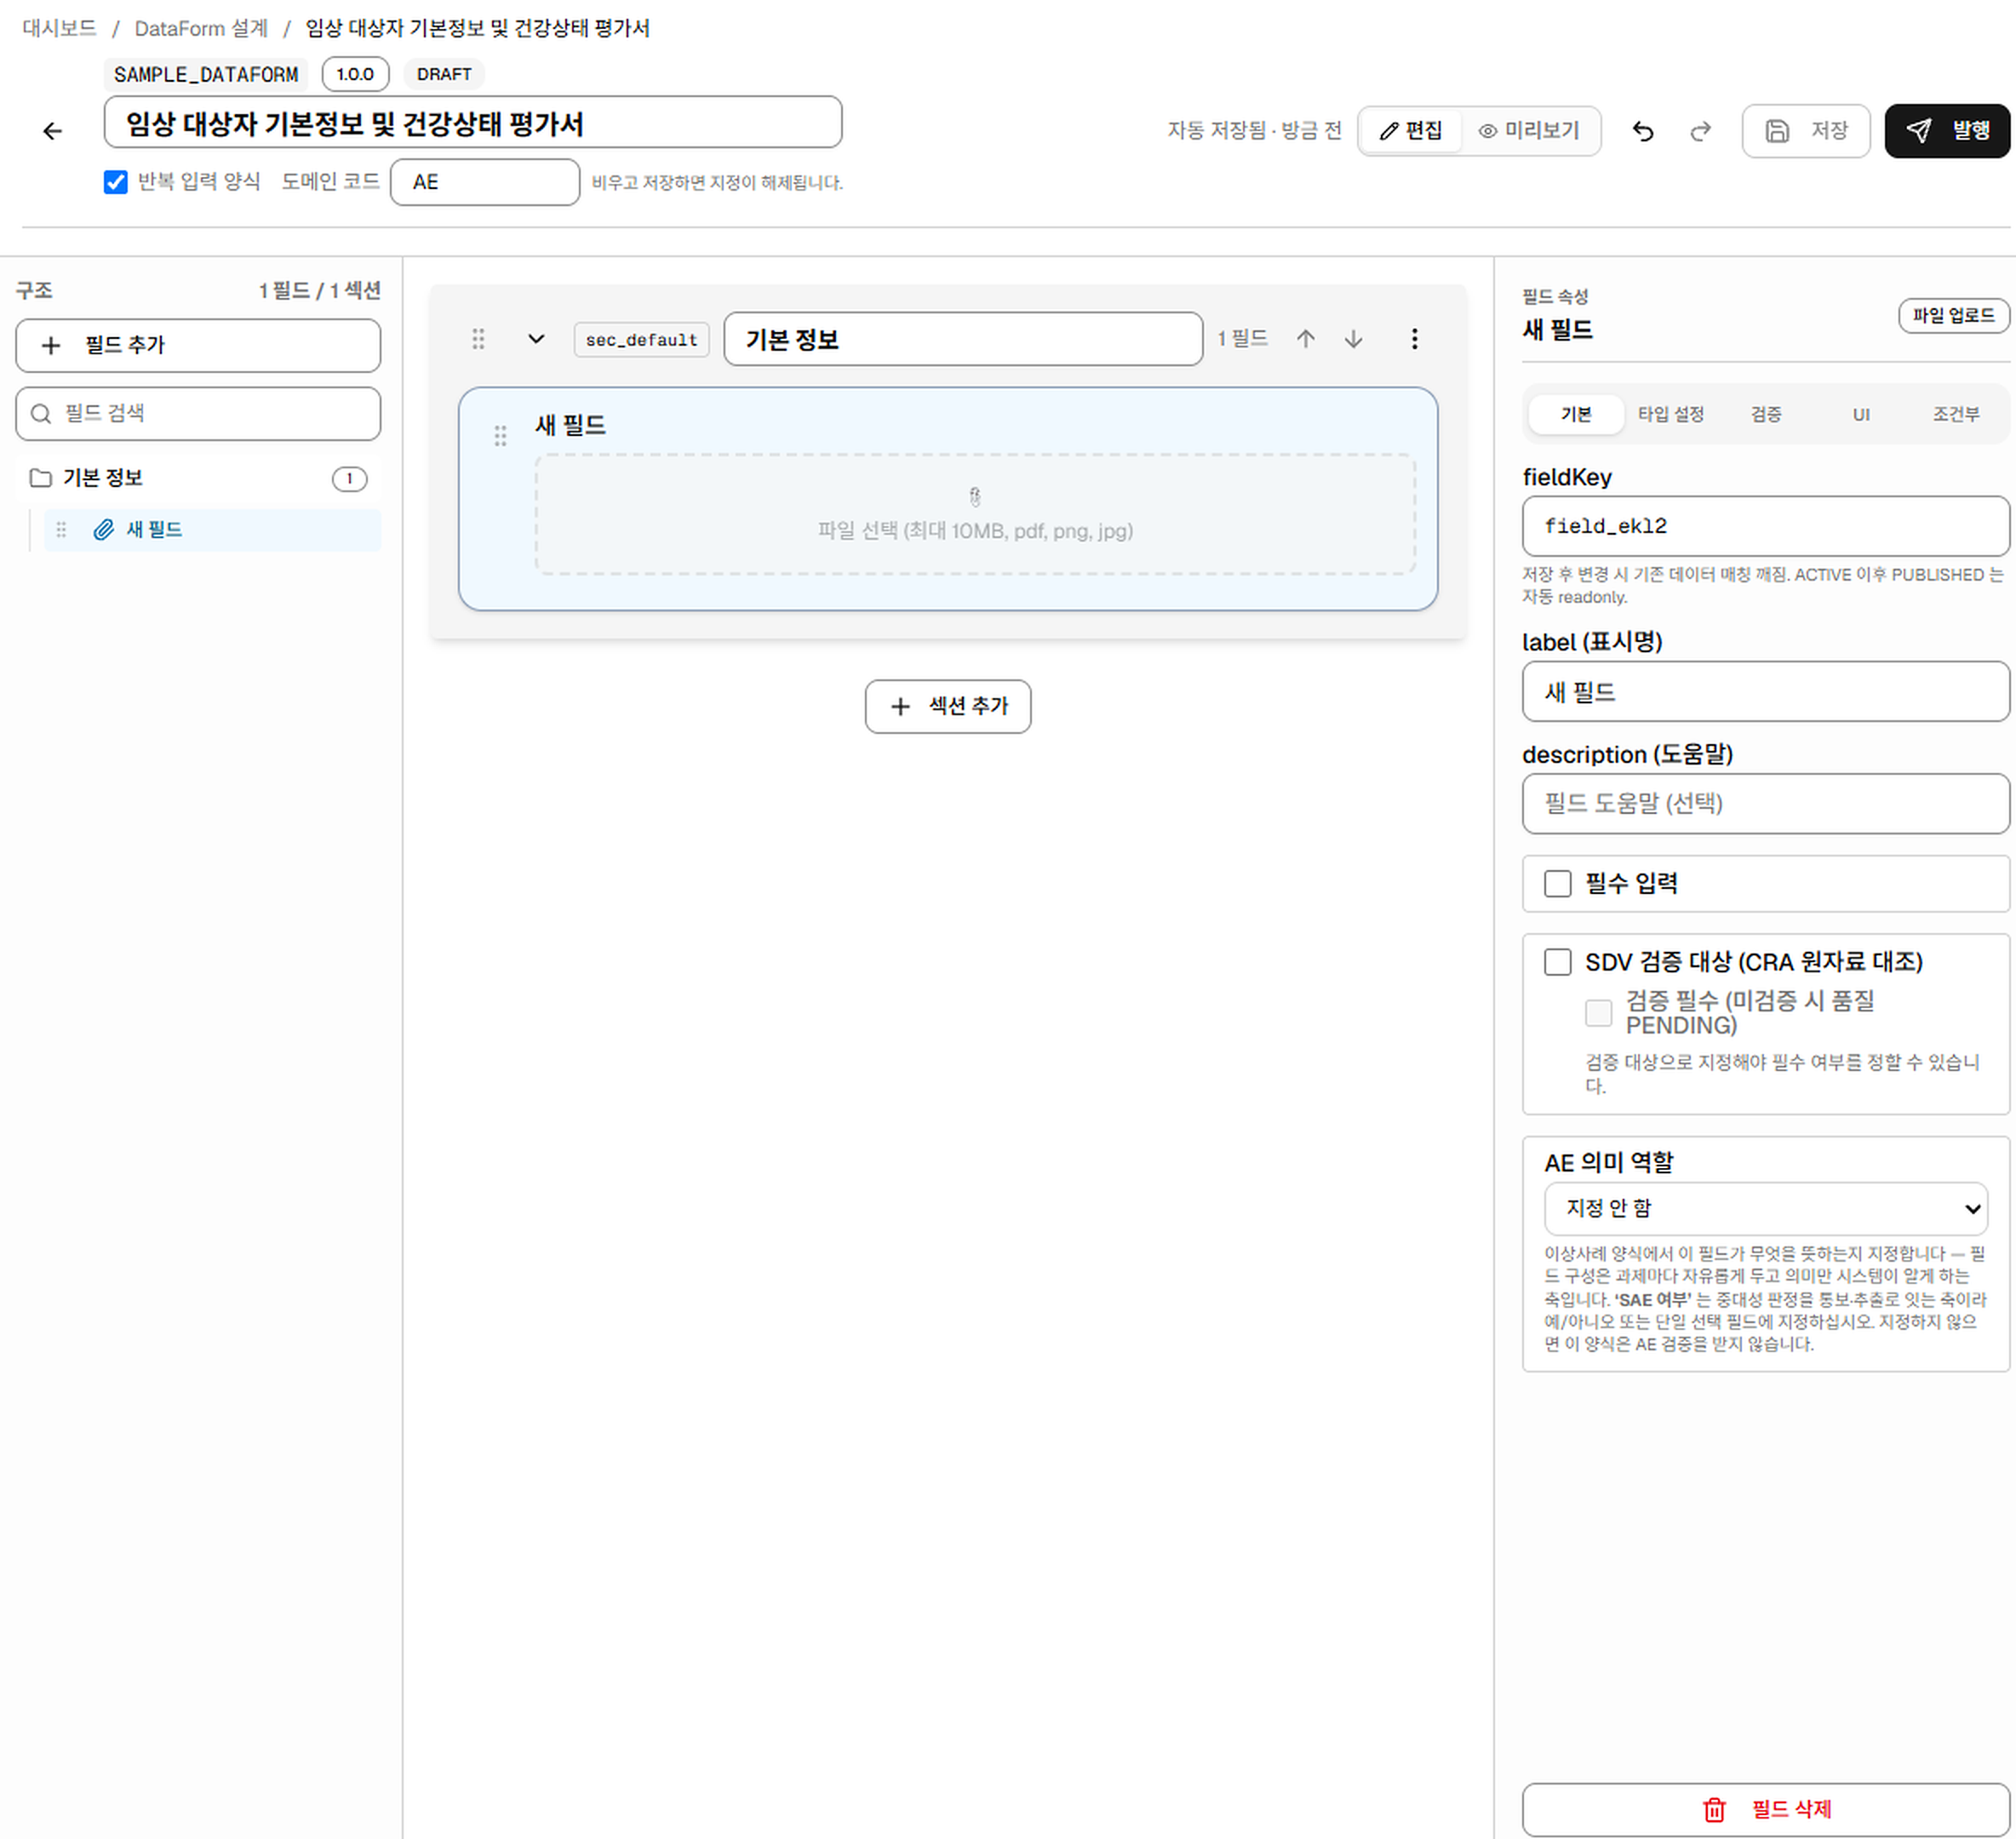 대시보드 / DataForm 설계 / 임상 대상자 기본정보 및 건강상태 평가서
SAMPLE_DATAFORM 1.0.0 DRAFT
임상 대상자 기본정보 및 건강상태 평가서
자동 저장됨 · 방금 전 편집 미리보기 저장 발행
반복 입력 양식 도메인 코드 AE 비우고 저장하면 지정이 해제됩니다.
구조 1 필드 / 1 섹션
필드 추가
필드 검색
기본 정보 1
새 필드
sec_default 기본 정보 1 필드
새 필드
파일 선택 (최대 10MB, pdf, png, jpg)
섹션 추가
필드 속성
새 필드 파일 업로드
기본 타입 설정 검증 UI 조건부
fieldKey
field_ekl2
저장 후 변경 시 기존 데이터 매칭 깨짐. ACTIVE 이후 PUBLISHED 는
자동 readonly.
label (표시명)
새 필드
description (도움말)
필드 도움말 (선택)
필수 입력
SDV 검증 대상 (CRA 원자료 대조)
검증 필수 (미검증 시 품질
PENDING)
검증 대상으로 지정해야 필수 여부를 정할 수 있습니
다.
AE 의미 역할
지정 안 함
이상사례 양식에서 이 필드가 무엇을 뜻하는지 지정합니다 — 필
드 구성은 과제마다 자유롭게 두고 의미만 시스템이 알게 하는
축입니다. ‘SAE 여부’ 는 중대성 판정을 통보·추출로 잇는 축이라
예/아니오 또는 단일 선택 필드에 지정하십시오. 지정하지 않으
면 이 양식은 AE 검증을 받지 않습니다.
필드 삭제